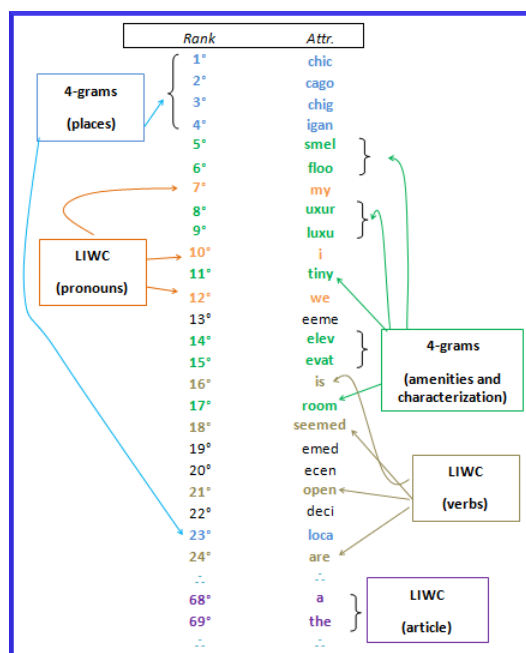 Rank Attr.
1° chic
2° cago
3° chig
4° igan
5° smel
6° floo
7° my
8° uxur
9° luxu
10° i
11° tiny
12° we
13° eeme
14° elev
15° evat
16° is
17° room
18° seemed
19° emed
20° ecen
21° open
22° deci
23° loca
24° are
68° a
69° the
4-grams
(places)
LIWC
(pronouns)
4-grams
(amenities and
characterization)
LIWC
(verbs)
LIWC
(article)